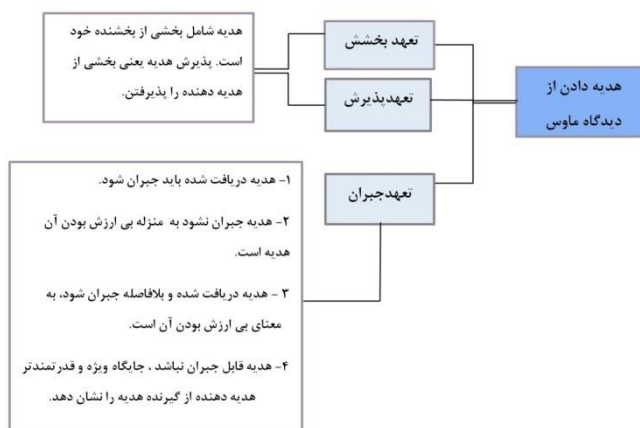 هدیه دادن از
دیدگاه ماوس
تعهد بخشش
تعهدپذیرش
هدیه شامل بخشی از بخشنده خود
است. پذیرش هدیه یعنی بخشی از
هدیه دهنده را پذیرفتن.
تعهدجبران
۱- هدیه دریافت شده باید جبران شود.
۲- هدیه جبران نشود به منزله بی ارزش بودن آن
هدیه است.
۳ - هدیه دریافت شده و بلافاصله جبران شود، به
معنای بی ارزش بودن آن است.
۴- هدیه قابل جبران نباشد ، جایگاه ویژه و قدرتمندتر
هدیه دهنده از گیرنده هدیه را نشان دهد.